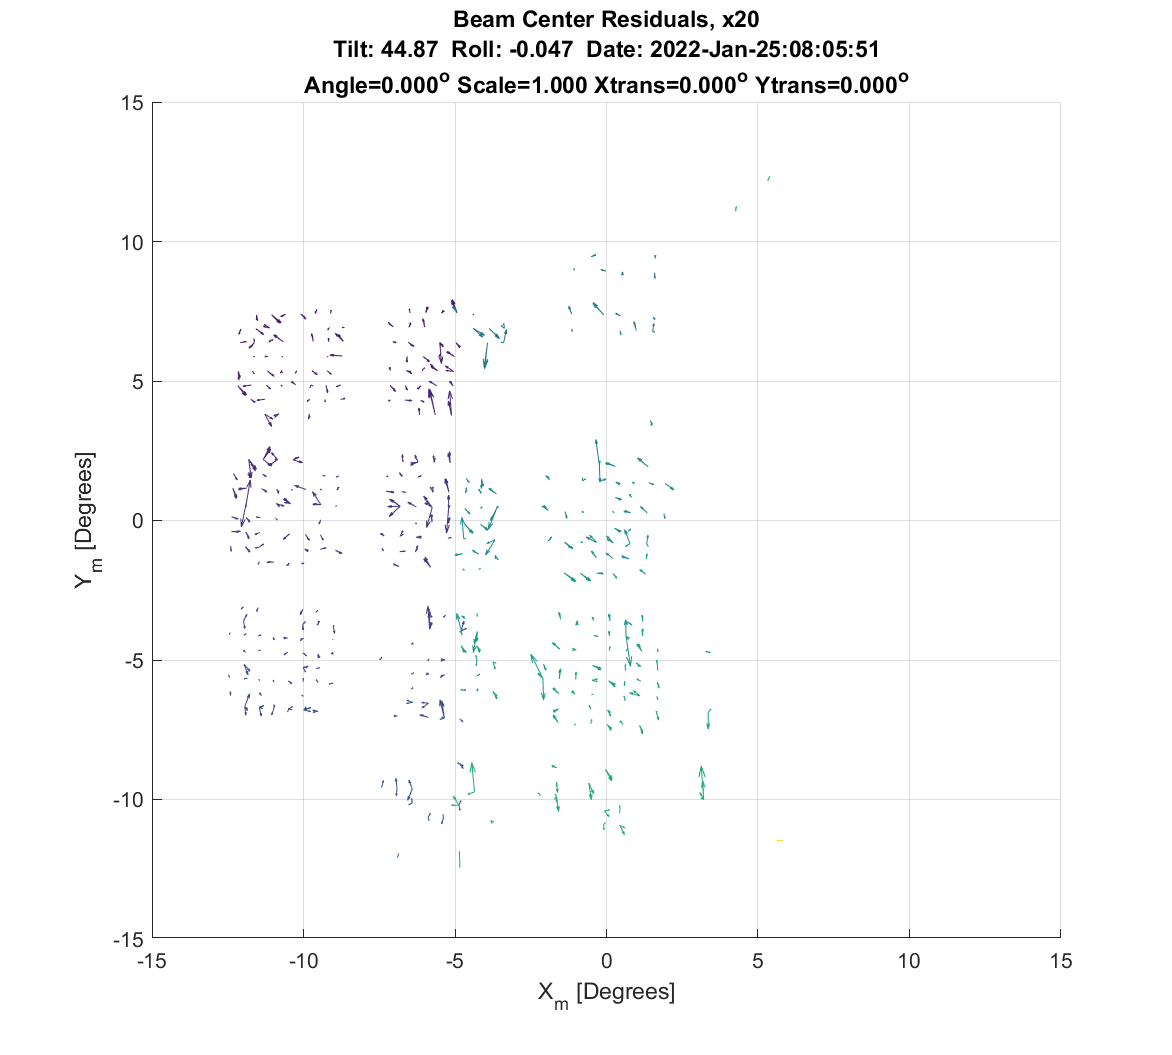 Beam Center Residuals, x20
Tilt: 44.87  Roll: -0.047  Date: 2022-Jan-25:08:05:51
Angle=0.000° Scale=1.000 Xtrans=0.000° Ytrans=0.000°
15
10
5
0
-5
-10
-15
Y_m [Degrees]
-15 -10 -5 0 5 10 15
X_m [Degrees]